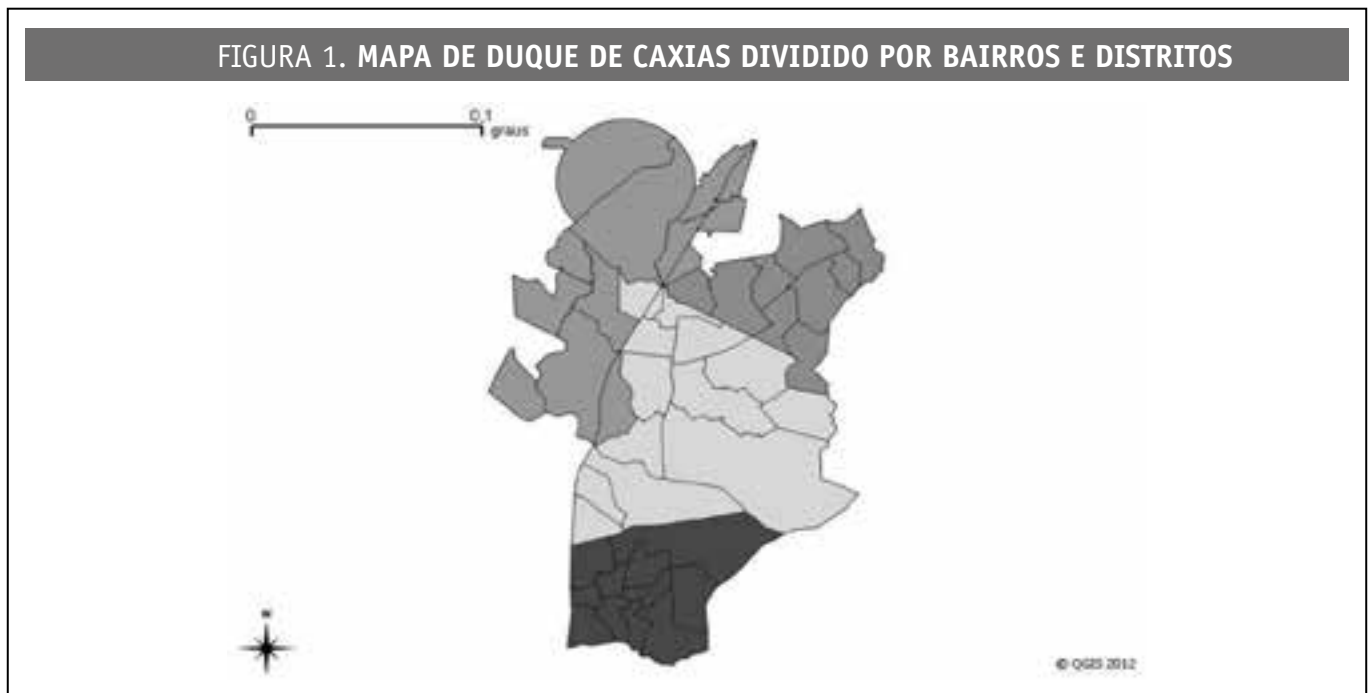 FIGURA 1. MAPA DE DUQUE DE CAXIAS DIVIDIDO POR BAIRROS E DISTRITOS
0 0,1
graus
N
© QGIS 2012